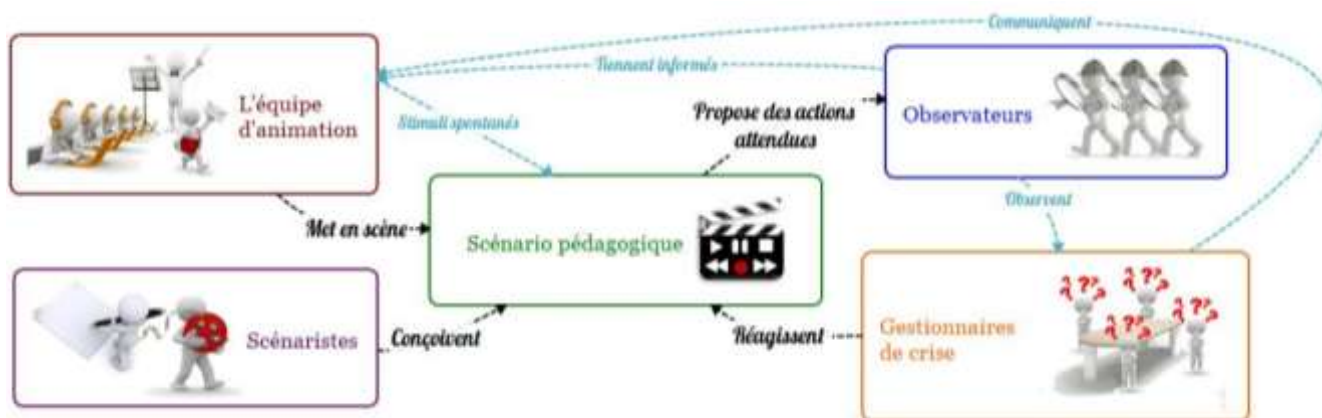 Communiquent
Tiennent informés
L'équipe
d'animation
Stimuli spontanés
Propose des actions
attendues
Observateurs
Met en scène
Observent
Scénario pédagogique
Scénaristes
Conçoivent
Réagissent
Gestionnaires
de crise